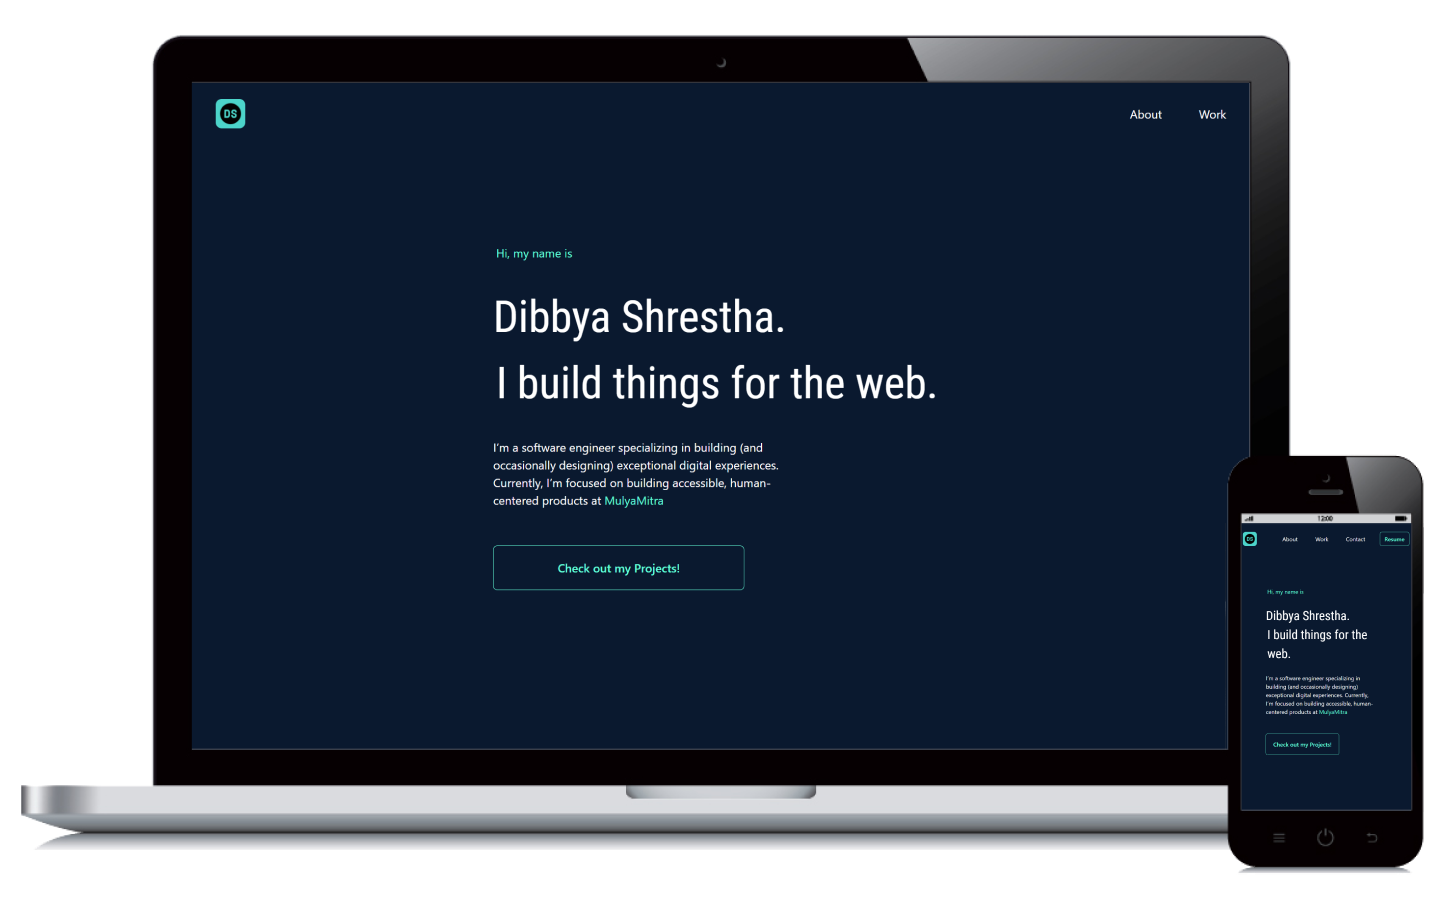 DS
About Work
Hi, my name is
Dibbya Shrestha.
I build things for the web.
I'm a software engineer specializing in building (and
occasionally designing) exceptional digital experiences.
Currently, I'm focused on building accessible, human-
centered products at MulyaMitra
Check out my Projects!
12:00
DS About Work Contact Resume
Hi, my name is
Dibbya Shrestha.
I build things for the
web.
I'm a software engineer specializing in
building (and occasionally designing)
exceptional digital experiences. Currently,
I'm focused on building accessible, human-
centered products at MulyaMitra
Check out my Projects!